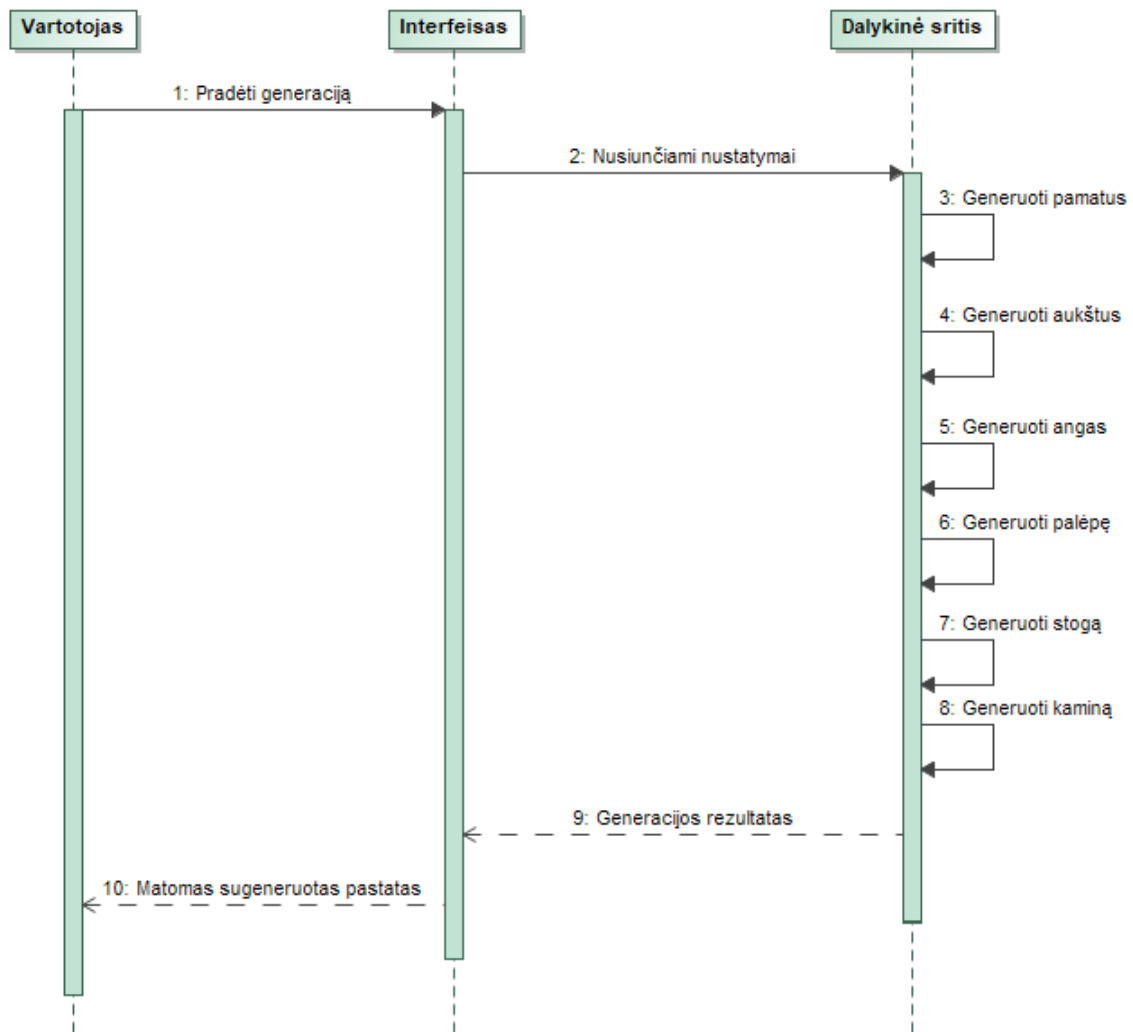 Vartotojas
Interfeisas
Dalykinė sritis
1: Pradėti generaciją
2: Nusiunčiami nustatymai
3: Generuoti pamatus
4: Generuoti aukštus
5: Generuoti angas
6: Generuoti palėpę
7: Generuoti stogą
8: Generuoti kaminą
9: Generacijos rezultatas
10: Matomas sugeneruotas pastatas